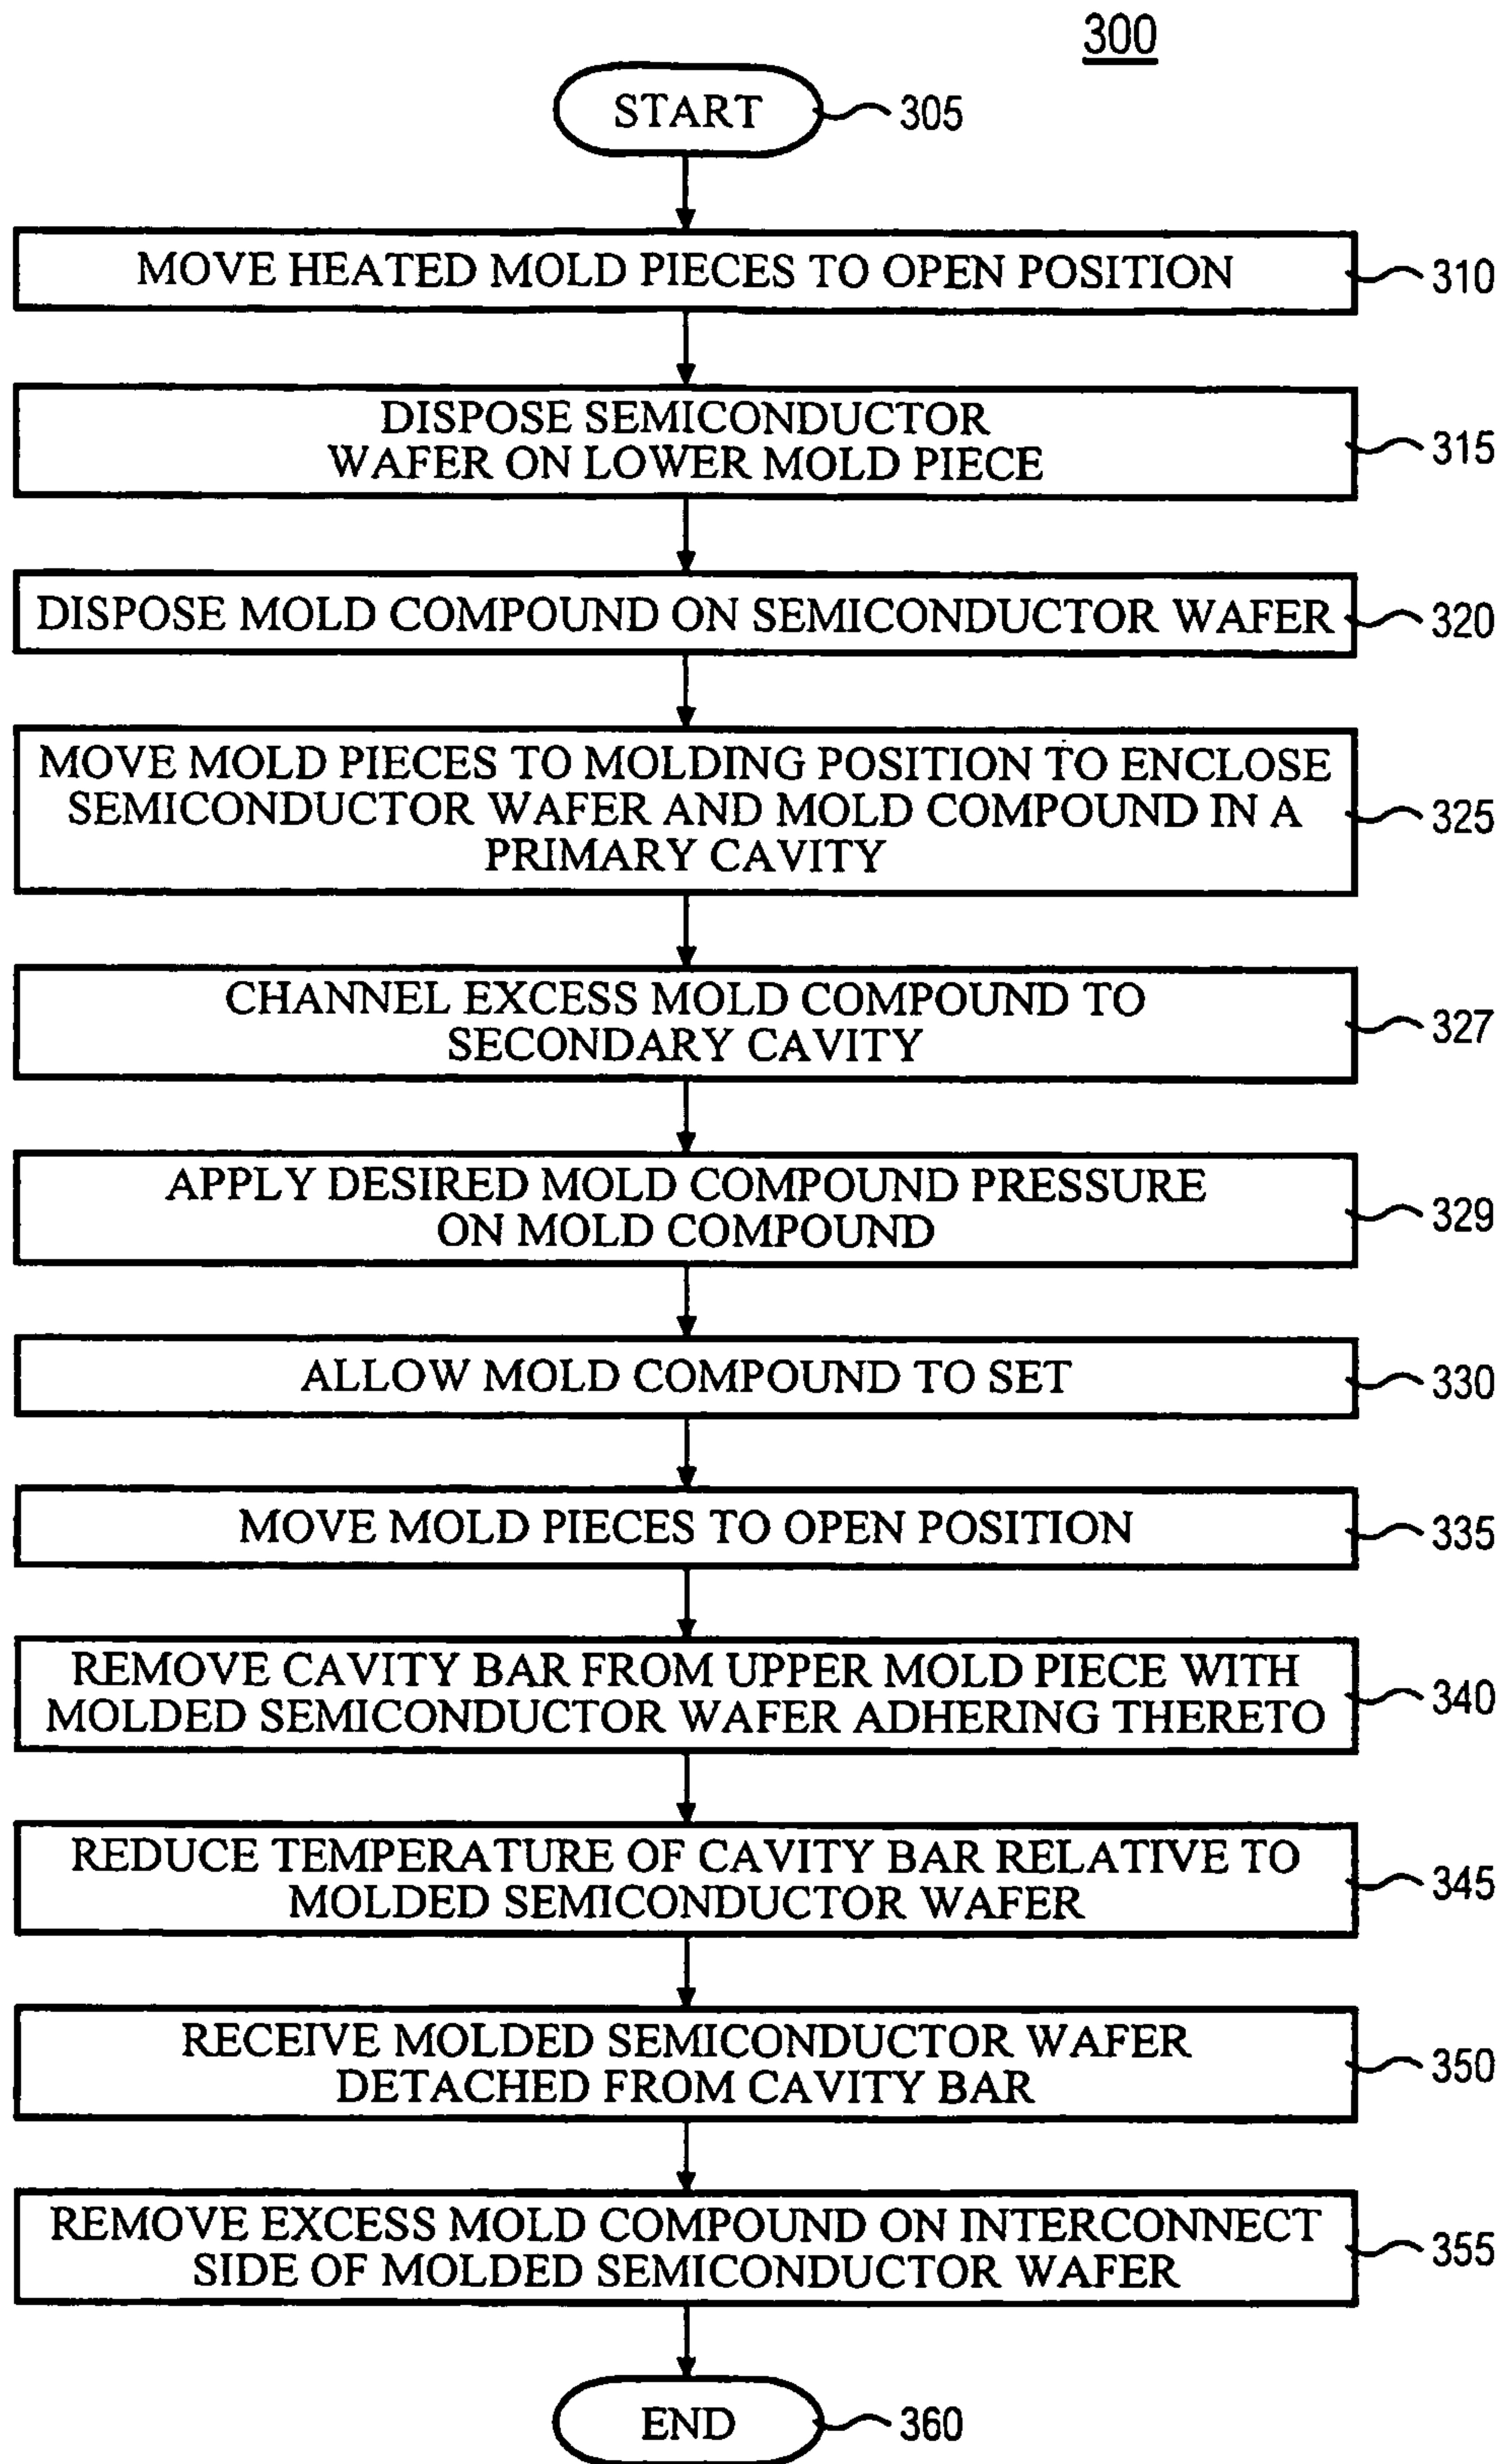 300
START
305
MOVE HEATED MOLD PIECES TO OPEN POSITION
310
DISPOSE SEMICONDUCTOR
WAFER ON LOWER MOLD PIECE
315
DISPOSE MOLD COMPOUND ON SEMICONDUCTOR WAFER
320
MOVE MOLD PIECES TO MOLDING POSITION TO ENCLOSE
SEMICONDUCTOR WAFER AND MOLD COMPOUND IN A
PRIMARY CAVITY
325
CHANNEL EXCESS MOLD COMPOUND TO
SECONDARY CAVITY
327
APPLY DESIRED MOLD COMPOUND PRESSURE
ON MOLD COMPOUND
329
ALLOW MOLD COMPOUND TO SET
330
MOVE MOLD PIECES TO OPEN POSITION
335
REMOVE CAVITY BAR FROM UPPER MOLD PIECE WITH
MOLDED SEMICONDUCTOR WAFER ADHERING THERETO
340
REDUCE TEMPERATURE OF CAVITY BAR RELATIVE TO
MOLDED SEMICONDUCTOR WAFER
345
RECEIVE MOLDED SEMICONDUCTOR WAFER
DETACHED FROM CAVITY BAR
350
REMOVE EXCESS MOLD COMPOUND ON INTERCONNECT
SIDE OF MOLDED SEMICONDUCTOR WAFER
355
END
360